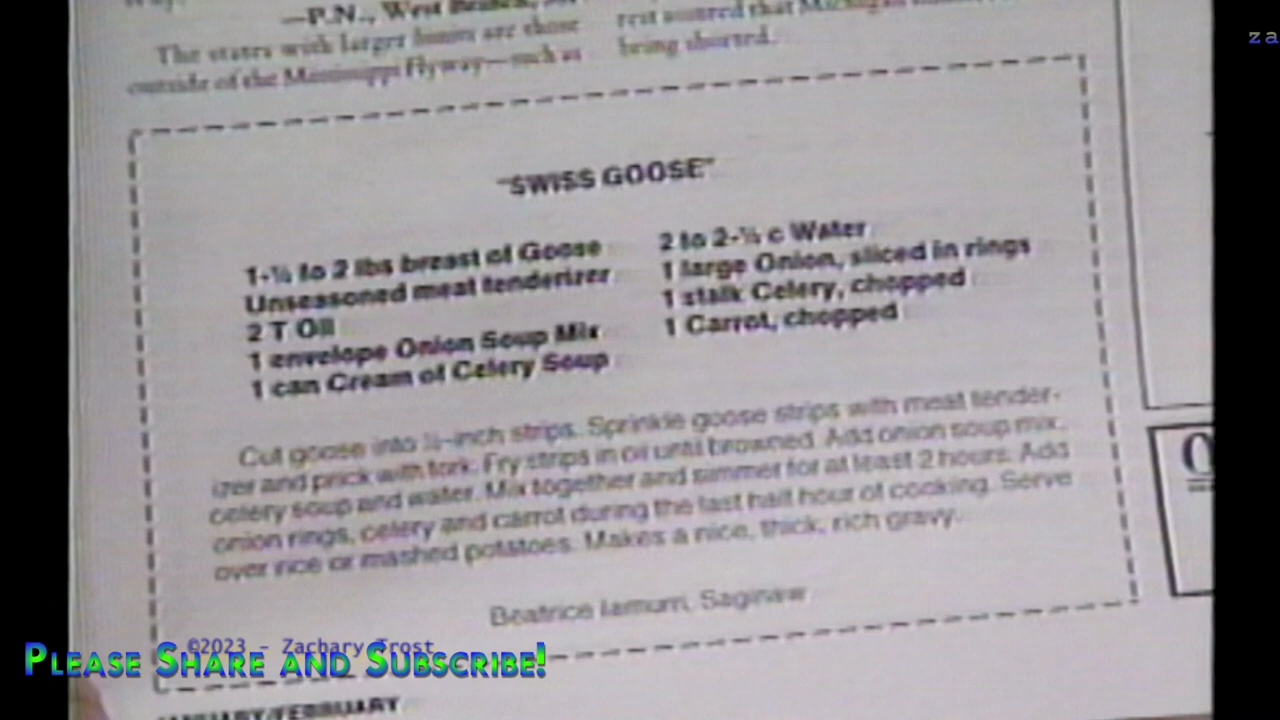 —P.N., West Branch,
The states with larger limits are those
outside of the Mississippi Flyway—such as
rest assured that Michigan
being shorted.
za
"SWISS GOOSE"
1-½ to 2 lbs breast of Goose
Unseasoned meat tenderizer
2 T Oil
1 envelope Onion Soup Mix
1 can Cream of Celery Soup
2 to 2-½ c Water
1 large Onion, sliced in rings
1 stalk Celery, chopped
1 Carrot, chopped
Cut goose into -inch strips. Sprinkle goose strips with meat tender-
izer and prick with fork. Fry strips in oil until browned. Add onion soup mix,
celery soup and water. Mix together and simmer for at least 2 hours. Add
onion rings, celery and carrot during the last half hour of cooking. Serve
over rice or mashed potatoes. Makes a nice, thick, rich gravy.
Beatrice Saginaw
©2023 - Zachary Trost
Please Share and Subscribe!
JANUARY/FEBRUARY